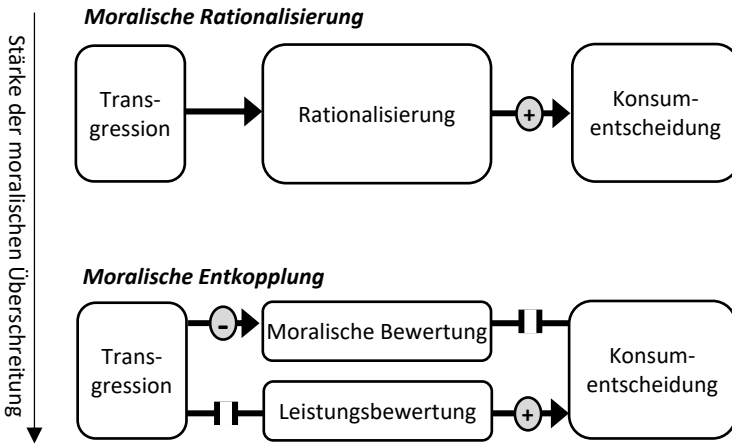 Moralische Rationalisierung
Trans-
gression
Rationalisierung
+
Konsum-
entscheidung
Stärke der moralischen Überschreitung
Moralische Entkopplung
Trans-
gression
-
Moralische Bewertung
Leistungsbewertung
+
Konsum-
entscheidung